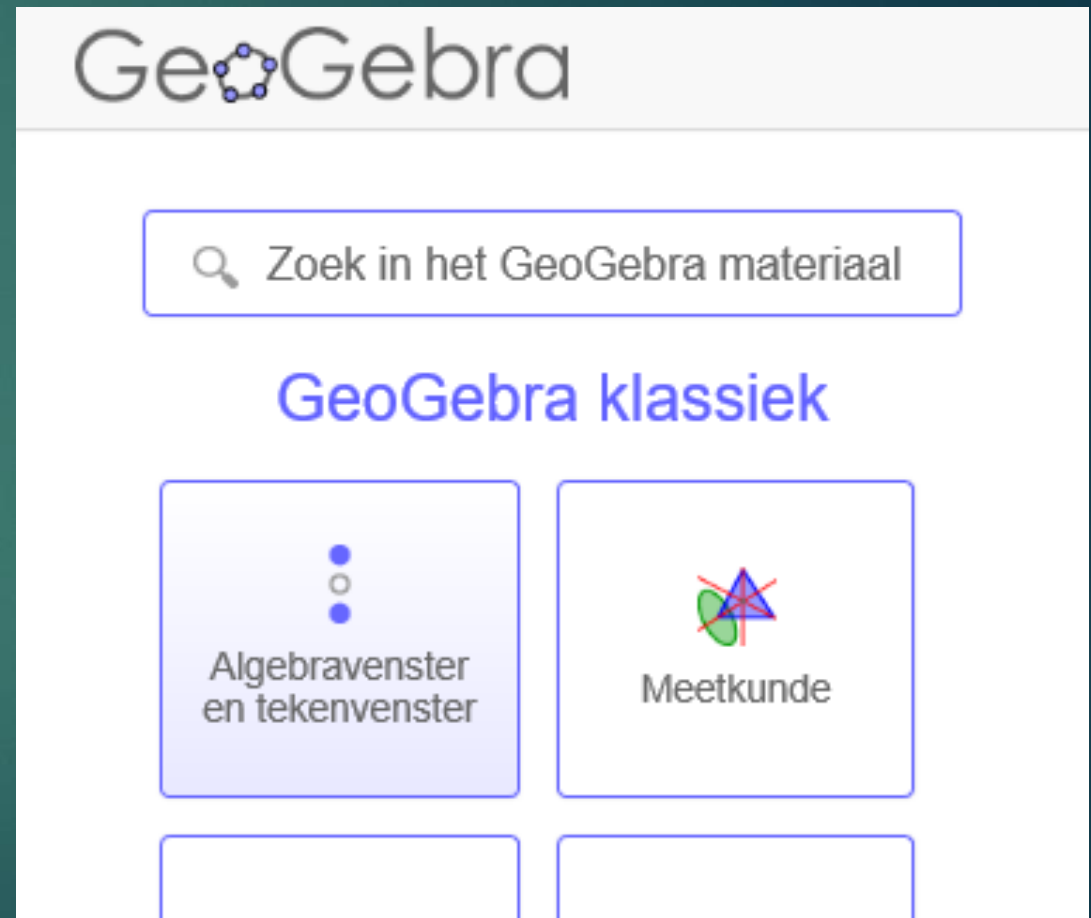 GeoGebra
Zoek in het GeoGebra materiaal
GeoGebra klassiek
Algebravenster
en tekenvenster
Meetkunde